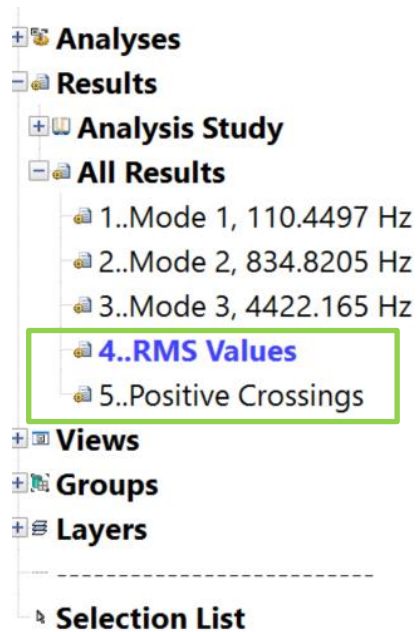 Analyses
Results
Analysis Study
All Results
1..Mode 1, 110.4497 Hz
2..Mode 2, 834.8205 Hz
3..Mode 3, 4422.165 Hz
4..RMS Values
5..Positive Crossings
Views
Groups
Layers
--------------------------
Selection List